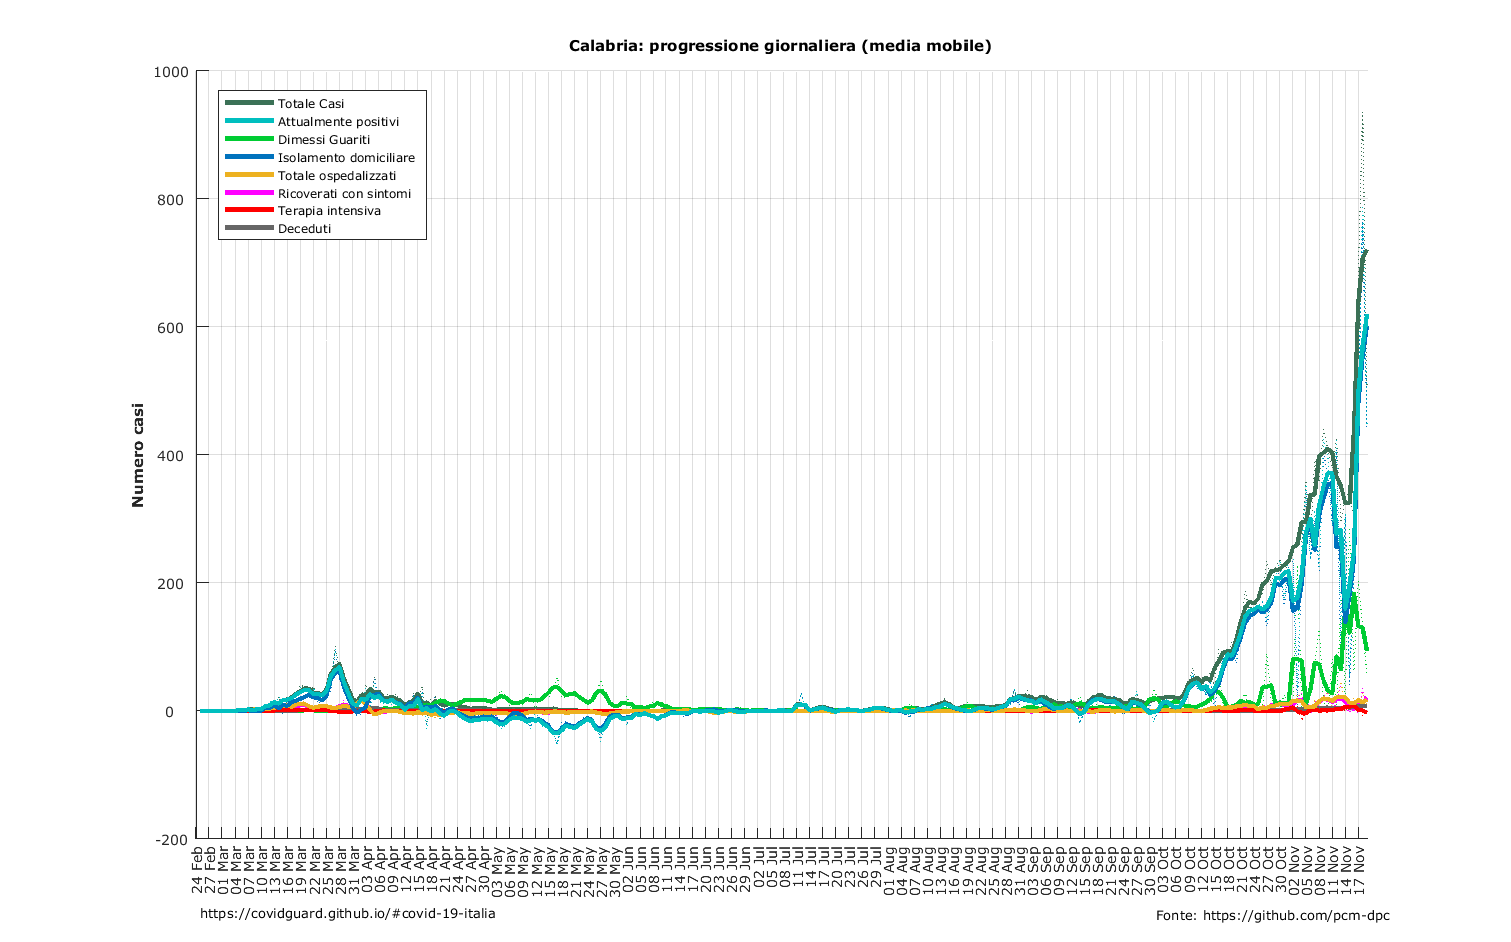 Calabria: progressione giornaliera (media mobile)
1000
800
600
400
200
0
-200
Numero casi
Totale Casi
Attualmente positivi
Dimessi Guariti
Isolamento domiciliare
Totale ospedalizzati
Ricoverati con sintomi
Terapia intensiva
Deceduti
24 Feb
27 Feb
01 Mar
04 Mar
07 Mar
10 Mar
13 Mar
16 Mar
19 Mar
22 Mar
25 Mar
28 Mar
31 Mar
03 Apr
06 Apr
09 Apr
12 Apr
15 Apr
18 Apr
21 Apr
24 Apr
27 Apr
30 Apr
03 May
06 May
09 May
12 May
15 May
18 May
21 May
24 May
27 May
30 May
02 Jun
05 Jun
08 Jun
11 Jun
14 Jun
17 Jun
20 Jun
23 Jun
26 Jun
29 Jun
02 Jul
05 Jul
08 Jul
11 Jul
14 Jul
17 Jul
20 Jul
23 Jul
26 Jul
29 Jul
01 Aug
04 Aug
07 Aug
10 Aug
13 Aug
16 Aug
19 Aug
22 Aug
25 Aug
28 Aug
31 Aug
03 Sep
06 Sep
09 Sep
12 Sep
15 Sep
18 Sep
21 Sep
24 Sep
27 Sep
30 Sep
03 Oct
06 Oct
09 Oct
12 Oct
15 Oct
18 Oct
21 Oct
24 Oct
27 Oct
30 Oct
02 Nov
05 Nov
08 Nov
11 Nov
14 Nov
17 Nov
https://covidguard.github.io/#covid-19-italia
Fonte: https://github.com/pcm-dpc